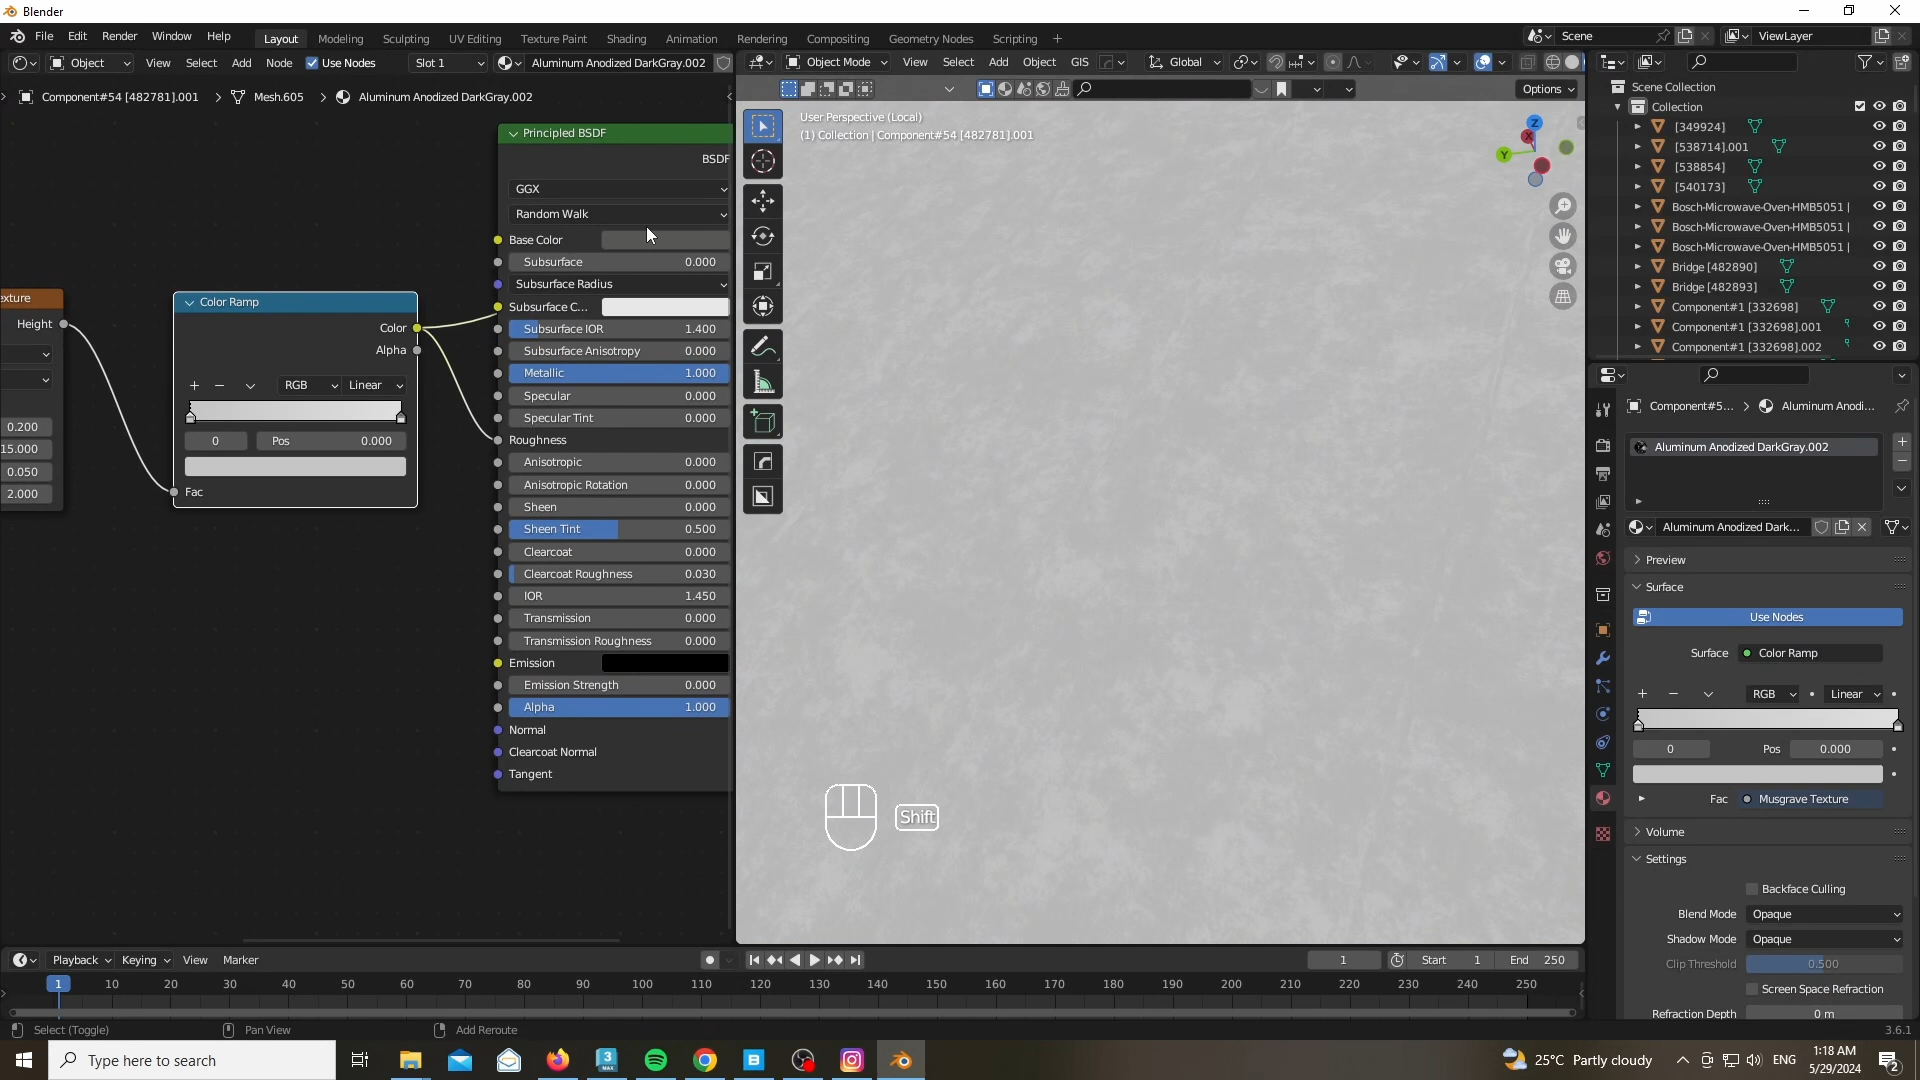 Blender
File Edit Render Window Help
Layout Modeling Sculpting UV Editing Texture Paint Shading Animation Rendering Compositing Geometry Nodes Scripting +
Scene ViewLayer
Object View Select Add Node Use Nodes Slot 1 Aluminum Anodized DarkGray.002
Object Mode View Select Add Object GIS Global
Component#54 [482781].001 > Mesh.605 > Aluminum Anodized DarkGray.002
Options
User Perspective (Local)
(1) Collection | Component#54 [482781].001
Z
X
Y
Scene Collection
Collection
[349924]
[538714].001
[538854]
[540173]
Bosch-Microwave-Oven-HMB5051 |
Bosch-Microwave-Oven-HMB5051 |
Bosch-Microwave-Oven-HMB5051 |
Bridge [482890]
Bridge [482893]
Component#1 [332698]
Component#1 [332698].001
Component#1 [332698].002
exture
Height
0.200
15.000
0.050
2.000
Color Ramp
Color
Alpha
RGB Linear
0 Pos 0.000
Fac
Principled BSDF
BSDF
GGX
Random Walk
Base Color
Subsurface 0.000
Subsurface Radius
Subsurface C...
Subsurface IOR 1.400
Subsurface Anisotropy 0.000
Metallic 1.000
Specular 0.000
Specular Tint 0.000
Roughness
Anisotropic 0.000
Anisotropic Rotation 0.000
Sheen 0.000
Sheen Tint 0.500
Clearcoat 0.000
Clearcoat Roughness 0.030
IOR 1.450
Transmission 0.000
Transmission Roughness 0.000
Emission
Emission Strength 0.000
Alpha 1.000
Normal
Clearcoat Normal
Tangent
Shift
Component#5... > Aluminum Anodi...
Aluminum Anodized DarkGray.002
Aluminum Anodized Dark...
Preview
Surface
Use Nodes
Surface Color Ramp
RGB Linear
0 Pos 0.000
Fac Musgrave Texture
Volume
Settings
Backface Culling
Blend Mode Opaque
Shadow Mode Opaque
Clip Threshold 0.500
Screen Space Refraction
Refraction Depth 0 m
Playback Keying View Marker
1 Start 1 End 250
1 10 20 30 40 50 60 70 80 90 100 110 120 130 140 150 160 170 180 190 200 210 220 230 240 250
Select (Toggle) Pan View Add Reroute
3.6.1
Type here to search
3 MAX
B
25°C Partly cloudy
ENG
1:18 AM
5/29/2024
2